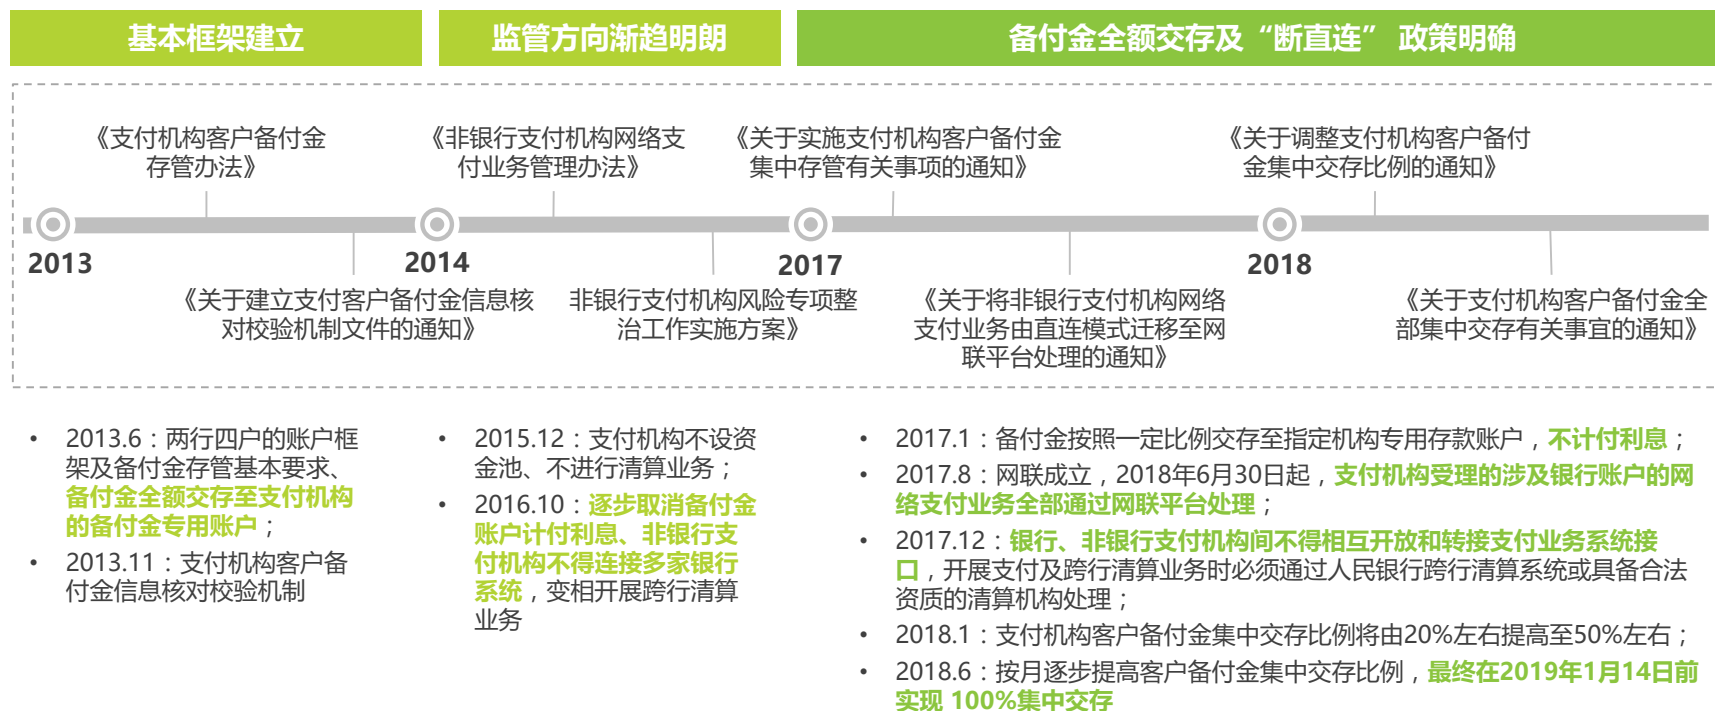 基本框架建立
监管方向渐趋明朗
备付金全额交存及“断直连” 政策明确
《支付机构客户备付金
存管办法》
《非银行支付机构网络支
付业务管理办法》
《关于实施支付机构客户备付金
集中存管有关事项的通知》
《关于调整支付机构客户备付
金集中交存比例的通知》
2013
2014
2017
2018
《关于建立支付客户备付金信息核
对校验机制文件的通知》
非银行支付机构风险专项整
治工作实施方案》
《关于将非银行支付机构网络
支付业务由直连模式迁移至网
联平台处理的通知》
《关于支付机构客户备付金全
部集中交存有关事宜的通知》
• 2013.6：两行四户的账户框
架及备付金存管基本要求、
备付金全额交存至支付机构
的备付金专用账户；
• 2013.11：支付机构客户备
付金信息核对校验机制
• 2015.12：支付机构不设资
金池、不进行清算业务；
• 2016.10：逐步取消备付金
账户计付利息、非银行支
付机构不得连接多家银行
系统，变相开展跨行清算
业务
• 2017.1：备付金按照一定比例交存至指定机构专用存款账户，不计付利息；
• 2017.8：网联成立，2018年6月30日起，支付机构受理的涉及银行账户的网
络支付业务全部通过网联平台处理；
• 2017.12：银行、非银行支付机构间不得相互开放和转接支付业务系统接
口，开展支付及跨行清算业务时必须通过人民银行跨行清算系统或具备合法
资质的清算机构处理；
• 2018.1：支付机构客户备付金集中交存比例将由20%左右提高至50%左右；
• 2018.6：按月逐步提高客户备付金集中交存比例，最终在2019年1月14日前
实现 100%集中交存